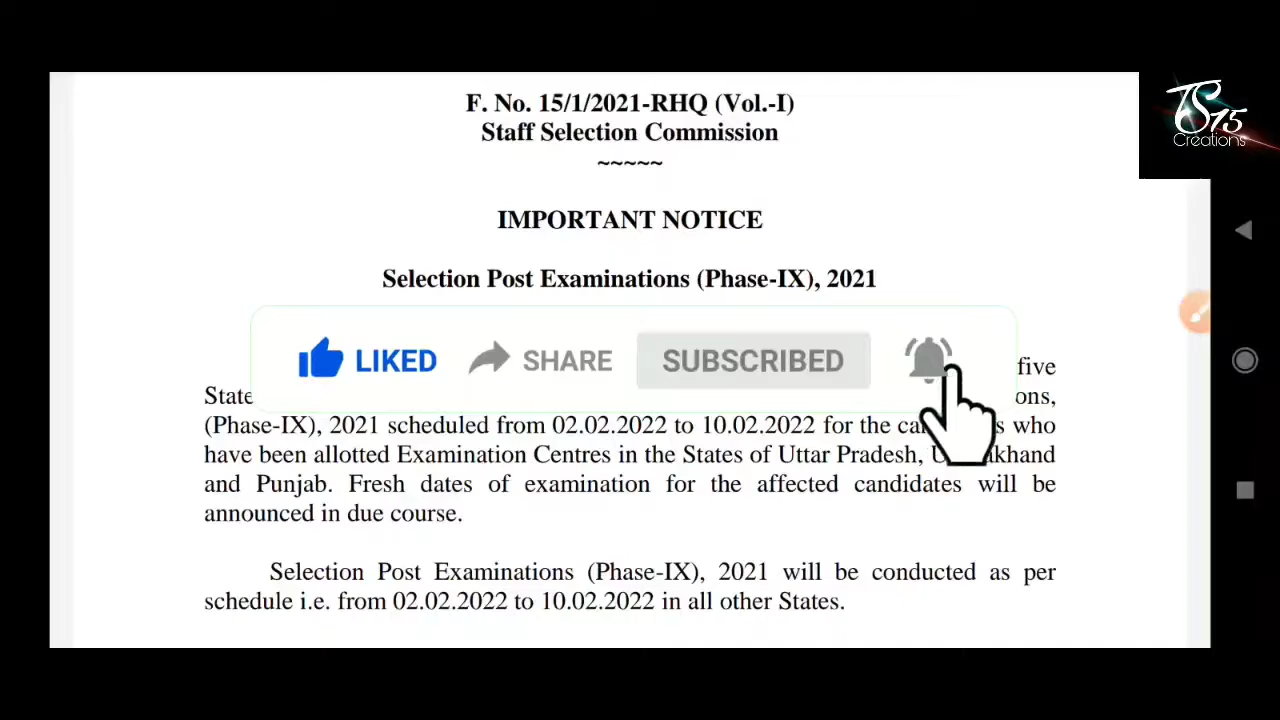 F. No. 15/1/2021-RHQ (Vol.-I)
Staff Selection Commission
~~~~~
IMPORTANT NOTICE
Selection Post Examinations (Phase-IX), 2021
five
LIKED SHARE SUBSCRIBED
(Phase-IX), 2021 scheduled from 02.02.2022 to 10.02.2022 for the who
have been allotted Examination Centres in the States of Uttar Pradesh,
and Punjab. Fresh dates of examination for the affected candidates will be
announced in due course.
Selection Post Examinations (Phase-IX), 2021 will be conducted as per
schedule i.e. from 02.02.2022 to 10.02.2022 in all other States.
TS15
Creations